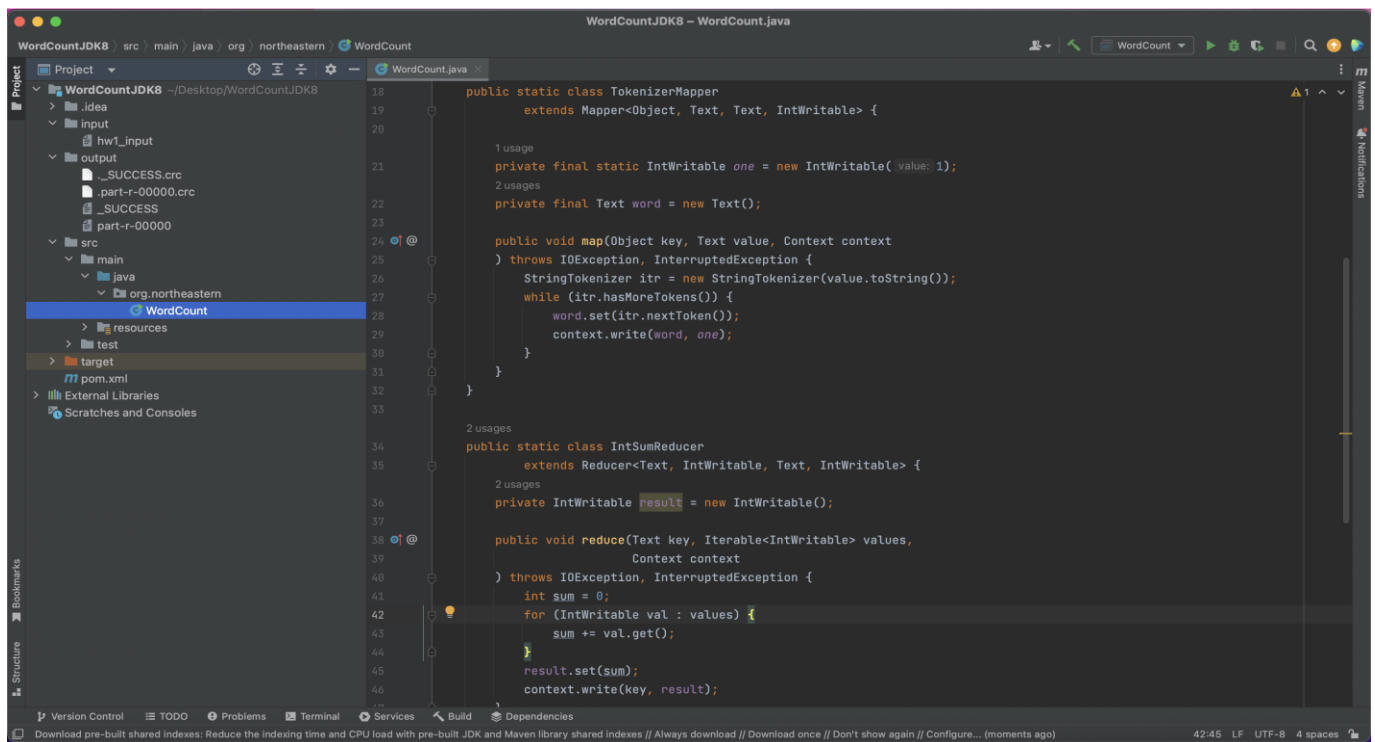 WordCountJDK8 – WordCount.java
WordCountJDK8 〉 src 〉 main 〉 java 〉 org 〉 northeastern 〉 WordCount
WordCount
Project
WordCount.java
WordCountJDK8 ~/Desktop/WordCountJDK8
.idea
input
hw1_input
output
._SUCCESS.crc
.part-r-00000.crc
_SUCCESS
part-r-00000
src
main
java
org.northeastern
WordCount
resources
test
target
pom.xml
External Libraries
Scratches and Consoles
Project
Bookmarks
Structure
18 public static class TokenizerMapper
19 extends Mapper<Object, Text, Text, IntWritable> {
20
1 usage
21 private final static IntWritable one = new IntWritable( value: 1);
2 usages
22 private final Text word = new Text();
23
24 @ public void map(Object key, Text value, Context context
25 ) throws IOException, InterruptedException {
26 StringTokenizer itr = new StringTokenizer(value.toString());
27 while (itr.hasMoreTokens()) {
28 word.set(itr.nextToken());
29 context.write(word, one);
30 }
31 }
32 }
33
2 usages
34 public static class IntSumReducer
35 extends Reducer<Text, IntWritable, Text, IntWritable> {
2 usages
36 private IntWritable result = new IntWritable();
37
38 @ public void reduce(Text key, Iterable<IntWritable> values,
39 Context context
40 ) throws IOException, InterruptedException {
41 int sum = 0;
42 for (IntWritable val : values) {
43 sum += val.get();
44 }
45 result.set(sum);
46 context.write(key, result);
1
m
Maven
Notifications
Version Control TODO Problems Terminal Services Build Dependencies
Download pre-built shared indexes: Reduce the indexing time and CPU load with pre-built JDK and Maven library shared indexes // Always download // Download once // Don't show again // Configure... (moments ago) 42:45 LF UTF-8 4 spaces